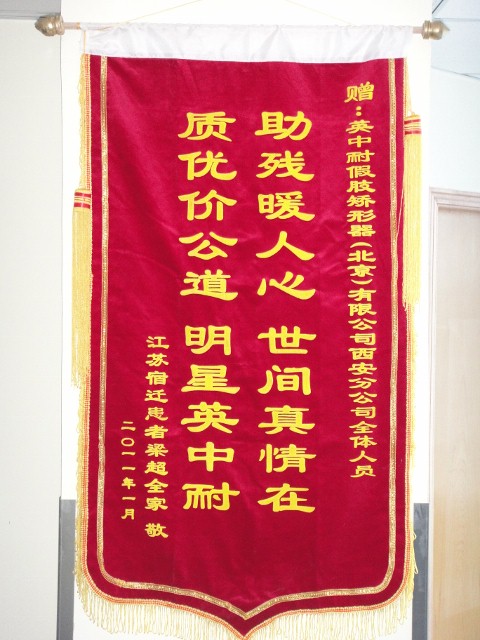 赠：英中耐假肢矫形器（北京）有限公司西安分公司全体人员
助残暖人心 世间真情在
质优价公道 明星英中耐
江苏宿迁患者梁超全家 敬
二〇一一年一月